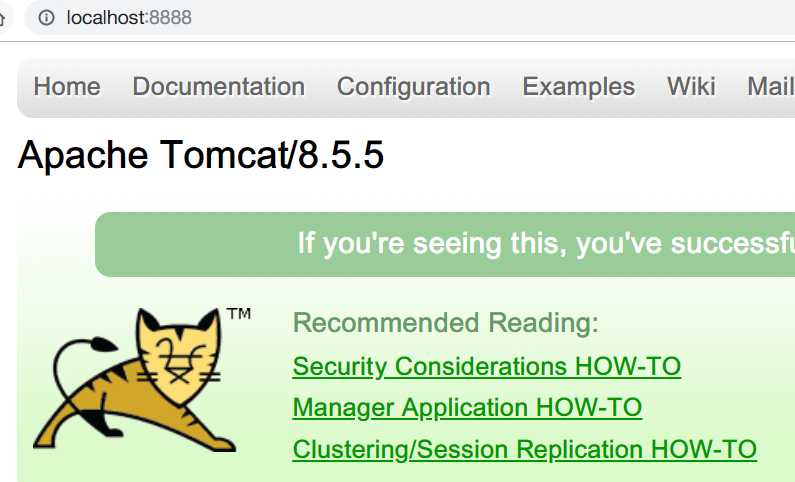 localhost:8888
Home Documentation Configuration Examples Wiki Mail
Apache Tomcat/8.5.5
If you're seeing this, you've successfu
TM
Recommended Reading:
Security Considerations HOW-TO
Manager Application HOW-TO
Clustering/Session Replication HOW-TO